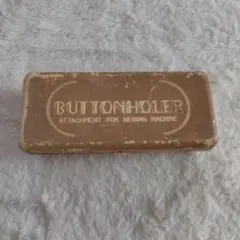 BUTTONHOLER
ATTACHMENT FOR SEWING MACHINE